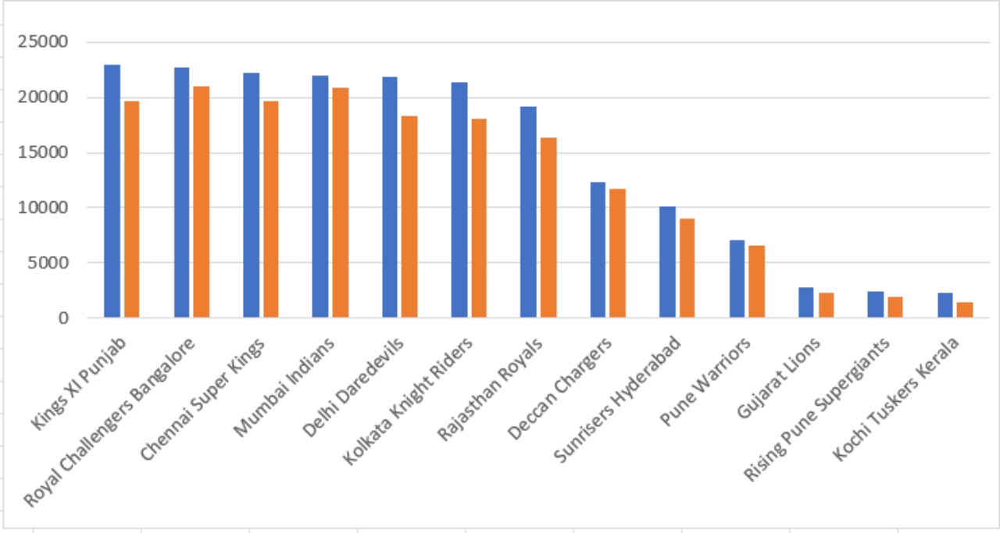 25000
20000
15000
10000
5000
0
Kings XI Punjab
Royal Challengers Bangalore
Chennai Super Kings
Mumbai Indians
Delhi Daredevils
Kolkata Knight Riders
Rajasthan Royals
Deccan Chargers
Sunrisers Hyderabad
Pune Warriors
Gujarat Lions
Rising Pune Supergiants
Kochi Tuskers Kerala